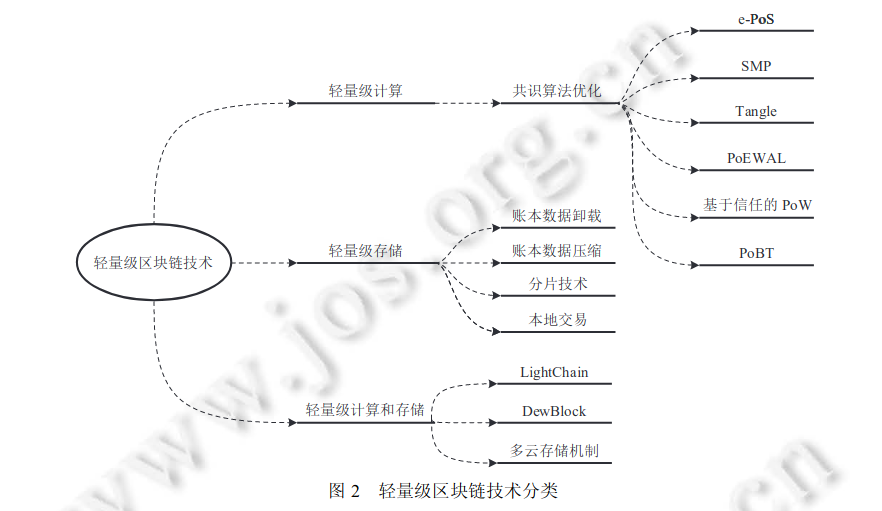 轻量级区块链技术
轻量级计算
共识算法优化
e-PoS
SMP
Tangle
PoEWAL
基于信任的 PoW
PoBT
轻量级存储
账本数据卸载
账本数据压缩
分片技术
本地交易
轻量级计算和存储
LightChain
DewBlock
多云存储机制
图 2 轻量级区块链技术分类
www.jos.org.cn
.cn